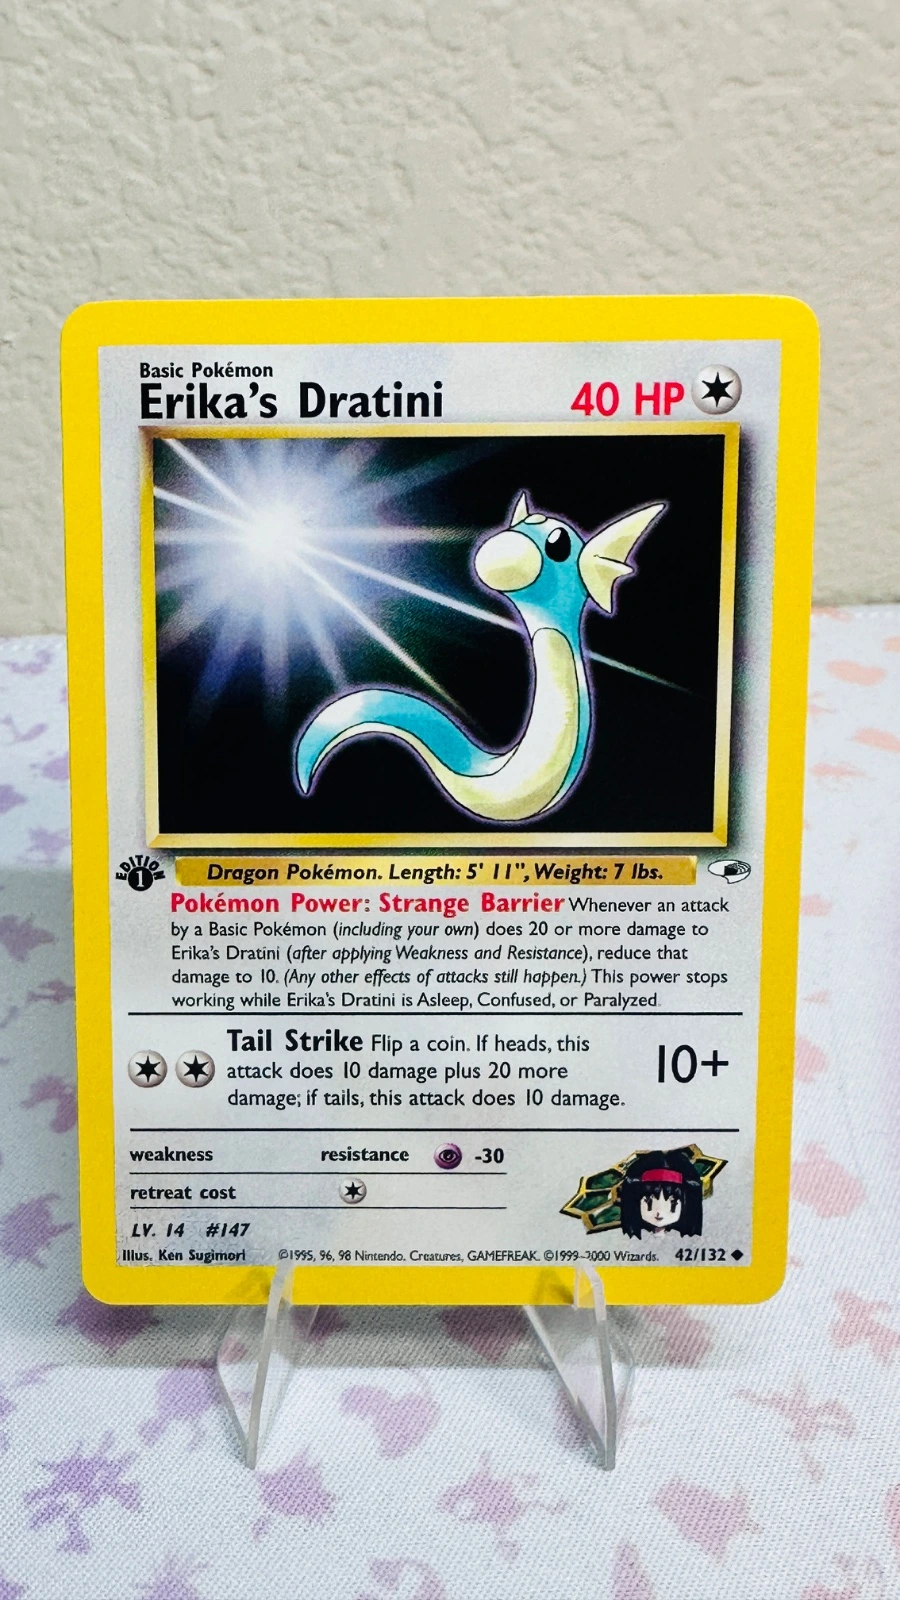 Basic Pokémon
Erika's Dratini 40 HP
EDITION
1
Dragon Pokémon. Length: 5' 11", Weight: 7 lbs.
Pokémon Power: Strange Barrier Whenever an attack
by a Basic Pokémon (including your own) does 20 or more damage to
Erika's Dratini (after applying Weakness and Resistance), reduce that
damage to 10. (Any other effects of attacks still happen.) This power stops
working while Erika's Dratini is Asleep, Confused, or Paralyzed.
Tail Strike Flip a coin. If heads, this
attack does 10 damage plus 20 more
damage; if tails, this attack does 10 damage.
10+
weakness resistance -30
retreat cost
LV. 14 #147
Illus. Ken Sugimori ©1995, 96, 98 Nintendo, Creatures, GAMEFREAK. ©1999-2000 Wizards. 42/132